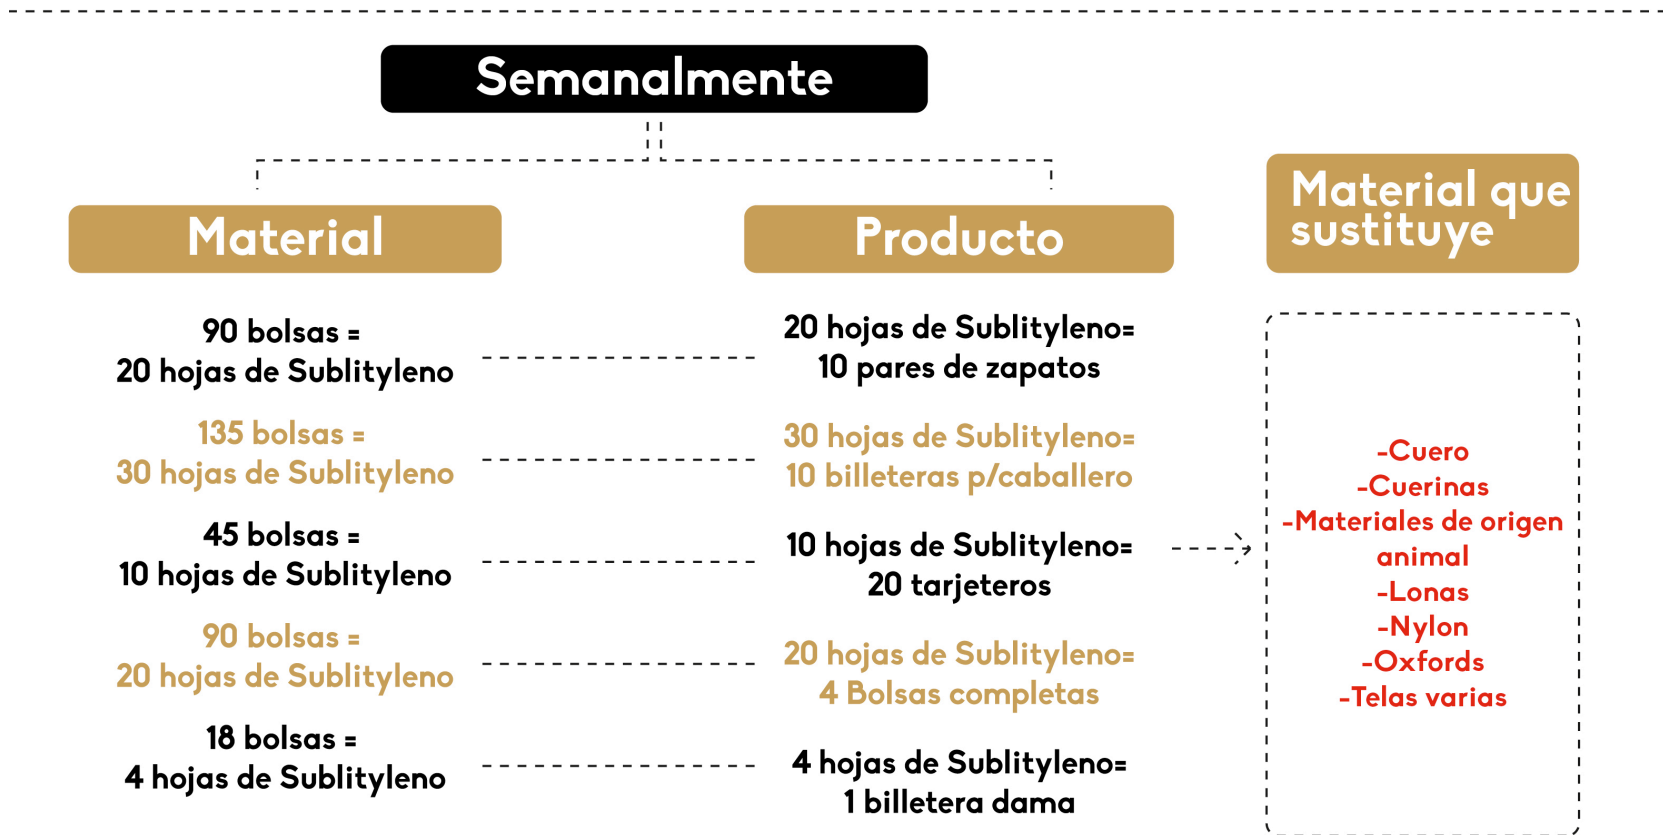 Semanalmente
Material
Producto
Material que
sustituye
90 bolsas =
20 hojas de Sublityleno
20 hojas de Sublityleno=
10 pares de zapatos
135 bolsas =
30 hojas de Sublityleno
30 hojas de Sublityleno=
10 billeteras p/caballero
45 bolsas =
10 hojas de Sublityleno
10 hojas de Sublityleno=
20 tarjeteros
90 bolsas =
20 hojas de Sublityleno
20 hojas de Sublityleno=
4 Bolsas completas
18 bolsas =
4 hojas de Sublityleno
4 hojas de Sublityleno=
1 billetera dama
-Cuero
-Cuerinas
-Materiales de origen
animal
-Lonas
-Nylon
-Oxfords
-Telas varias